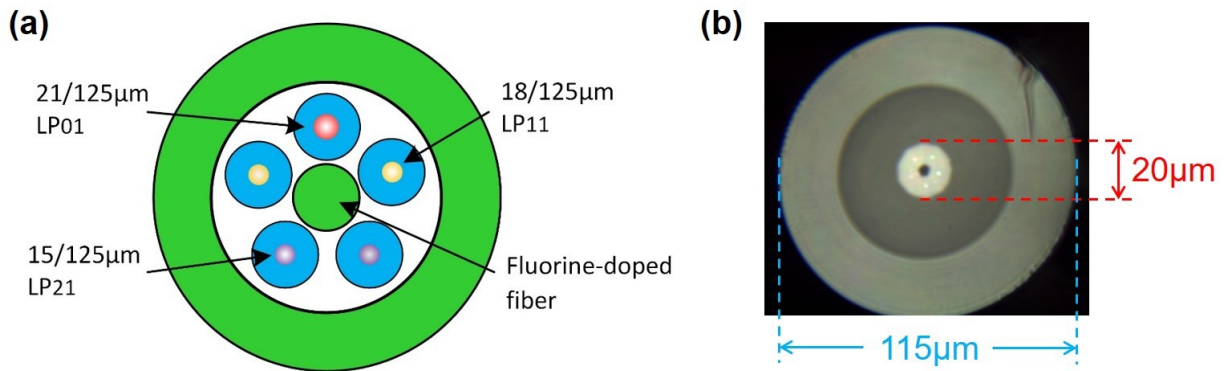 (a)
21/125µm
LP01
18/125µm
LP11
15/125µm
LP21
Fluorine-doped
fiber
(b)
20µm
115µm